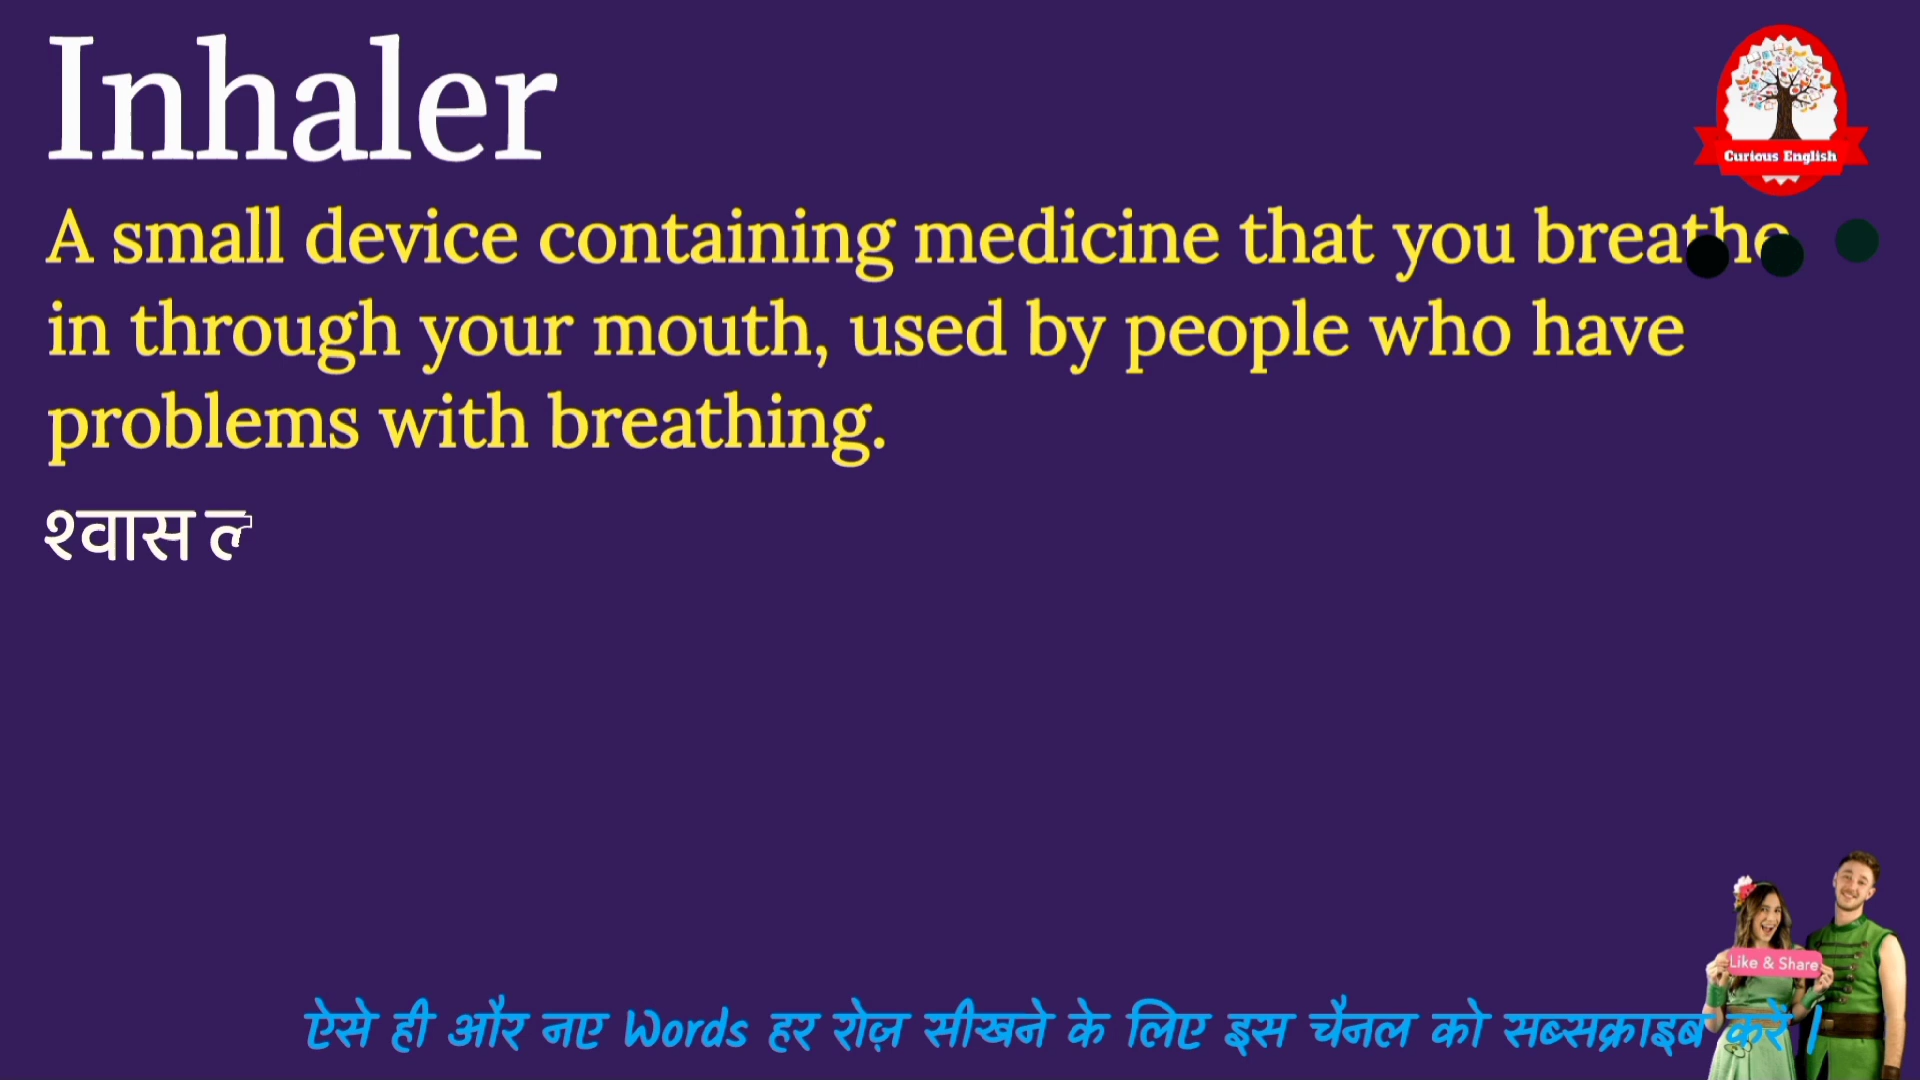 Inhaler
Curious English
A small device containing medicine that you breathe
in through your mouth, used by people who have
problems with breathing.
श्वास
Like & Share
ऐसे ही और नए Words हर रोज़ सीखने के लिए इस चैनल को सब्सक्राइब करें |